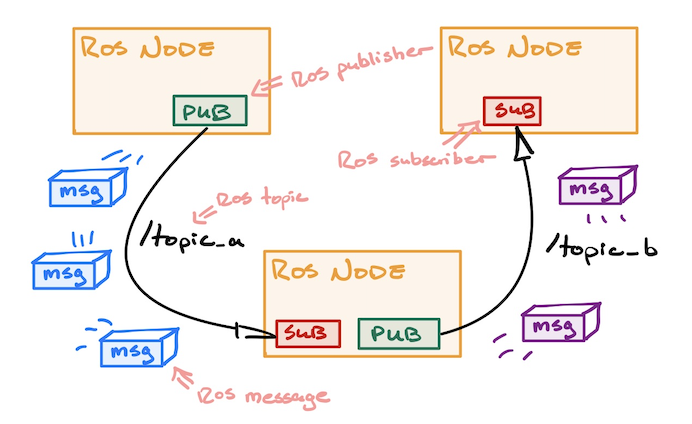 ROS NODE
PUB
ROS publisher
ROS NODE
SUB
ROS subscriber
msg
msg
msg
ROS topic
/topic_a
msg
/topic_b
msg
ROS NODE
SUB
PUB
ROS message